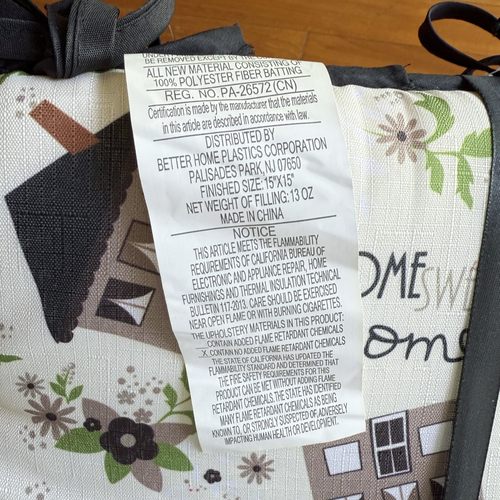 UNDER
BE REMOVED EXCEPT BY THE
ALL NEW MATERIAL CONSISTING OF
100% POLYESTER FIBER BATTING
REG. NO. PA-26572 (CN)
Certification is made by the manufacturer that the materials
in this article are described in accordance with law.
DISTRIBUTED BY
BETTER HOME PLASTICS CORPORATION
PALISADES PARK, NJ 07650
FINISHED SIZE: 15"X15"
NET WEIGHT OF FILLING: 13 OZ
MADE IN CHINA
NOTICE
THIS ARTICLE MEETS THE FLAMMABILITY
REQUIREMENTS OF CALIFORNIA BUREAU OF
ELECTRONIC AND APPLIANCE REPAIR, HOME
FURNISHINGS AND THERMAL INSULATION TECHNICAL
BULLETIN 117-2013. CARE SHOULD BE EXERCISED
NEAR OPEN FLAME OR WITH BURNING CIGARETTES.
THE UPHOLSTERY MATERIALS IN THIS PRODUCT:
CONTAIN ADDED FLAME RETARDANT CHEMICALS
X CONTAIN NO ADDED FLAME RETARDANT CHEMICALS
THE STATE OF CALIFORNIA HAS UPDATED THE
FLAMMABILITY STANDARD AND DETERMINED THAT
THE FIRE SAFETY REQUIREMENTS FOR THIS
PRODUCT CAN BE MET WITHOUT ADDING FLAME
RETARDANT CHEMICALS. THE STATE HAS IDENTIFIED
MANY FLAME RETARDANT CHEMICALS AS BEING
KNOWN TO, OR STRONGLY SUSPECTED OF, ADVERSELY
IMPACTING HUMAN HEALTH OR DEVELOPMENT.
OME SWE
ome